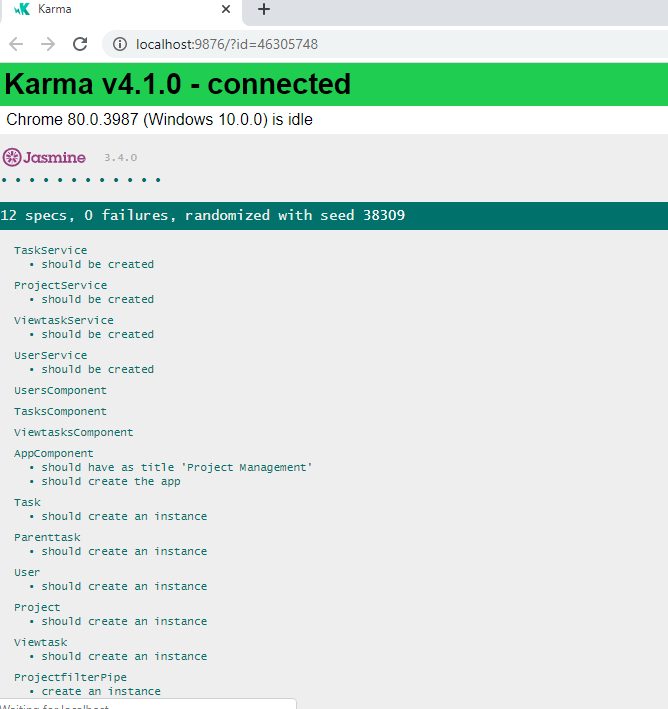 Karma
localhost:9876/?id=46305748
Karma v4.1.0 - connected
Chrome 80.0.3987 (Windows 10.0.0) is idle
Jasmine 3.4.0
• • • • • • • • • • • •
12 specs, 0 failures, randomized with seed 38309
TaskService
• should be created
ProjectService
• should be created
ViewtaskService
• should be created
UserService
• should be created
UsersComponent
TasksComponent
ViewtasksComponent
AppComponent
• should have as title 'Project Management'
• should create the app
Task
• should create an instance
Parenttask
• should create an instance
User
• should create an instance
Project
• should create an instance
Viewtask
• should create an instance
ProjectfilterPipe
• create an instance
Waiting for localhost